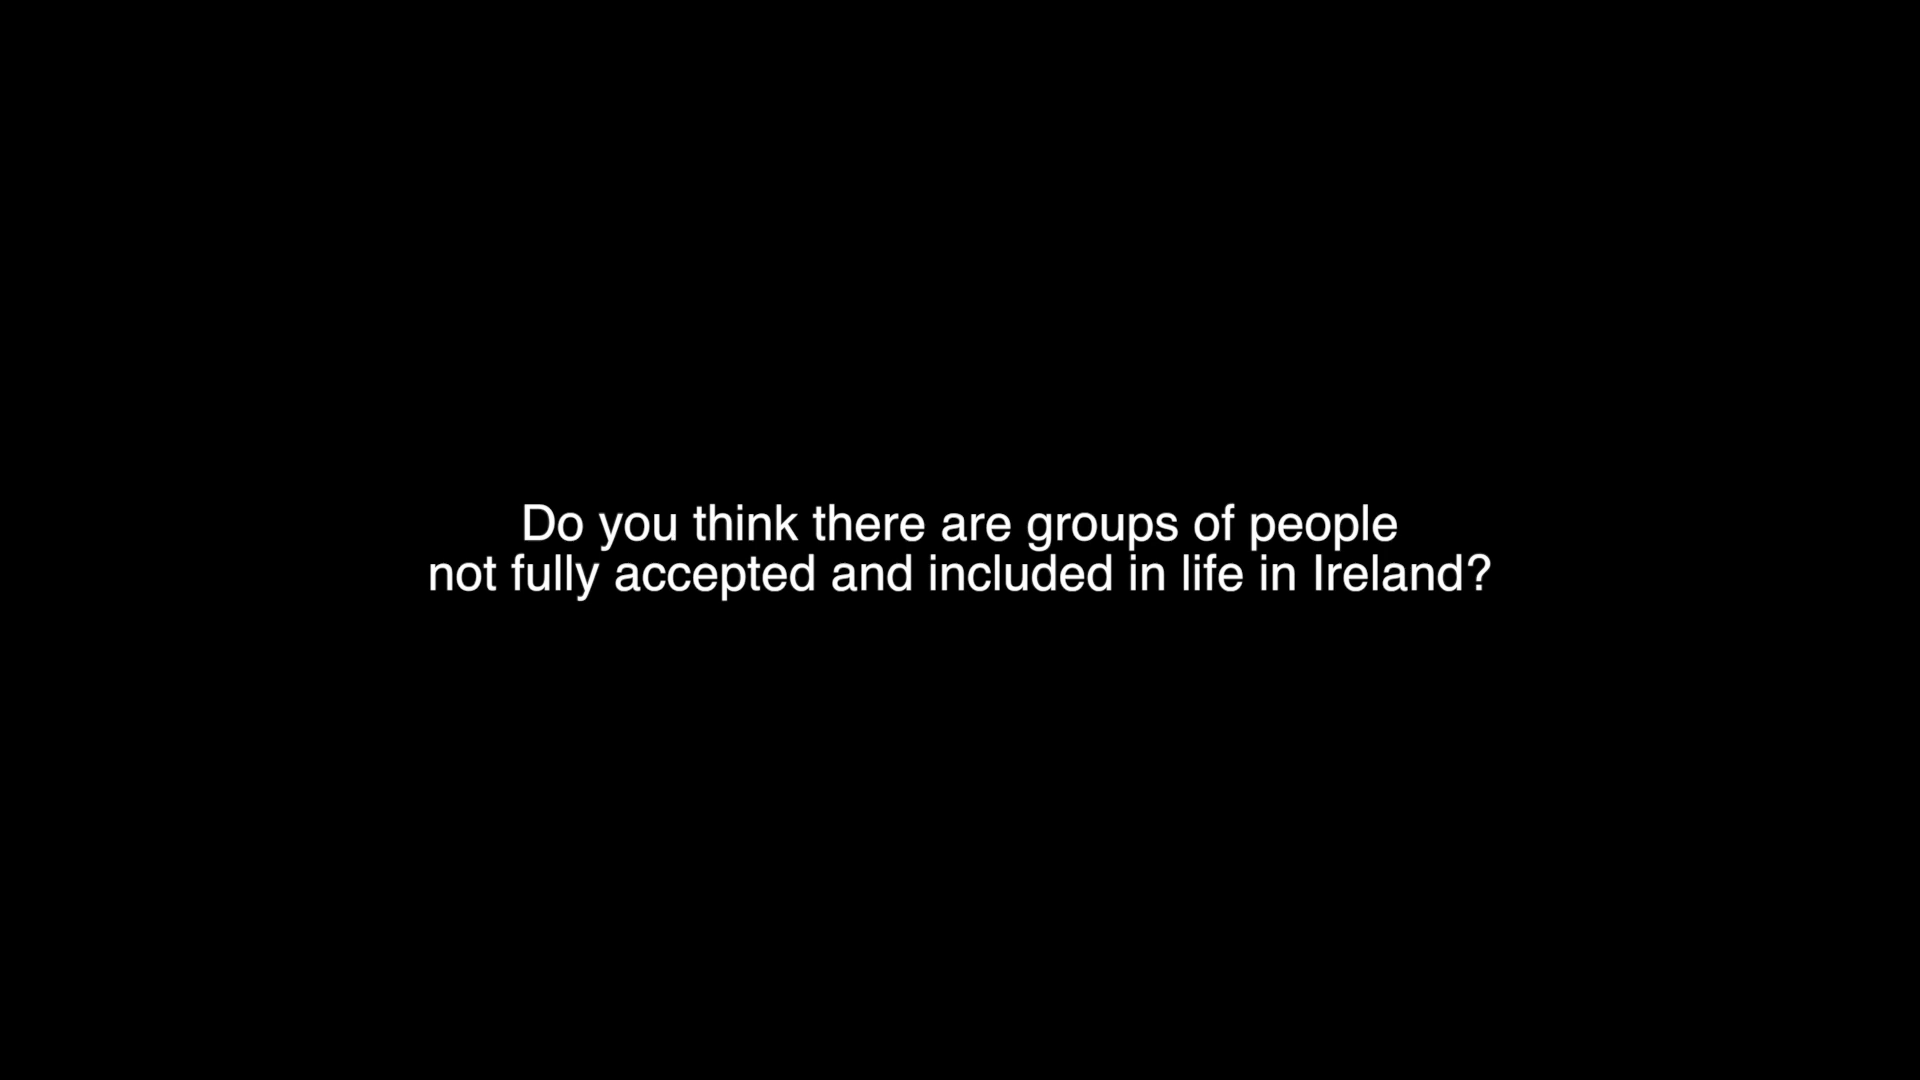 Do you think there are groups of people
not fully accepted and included in life in Ireland?